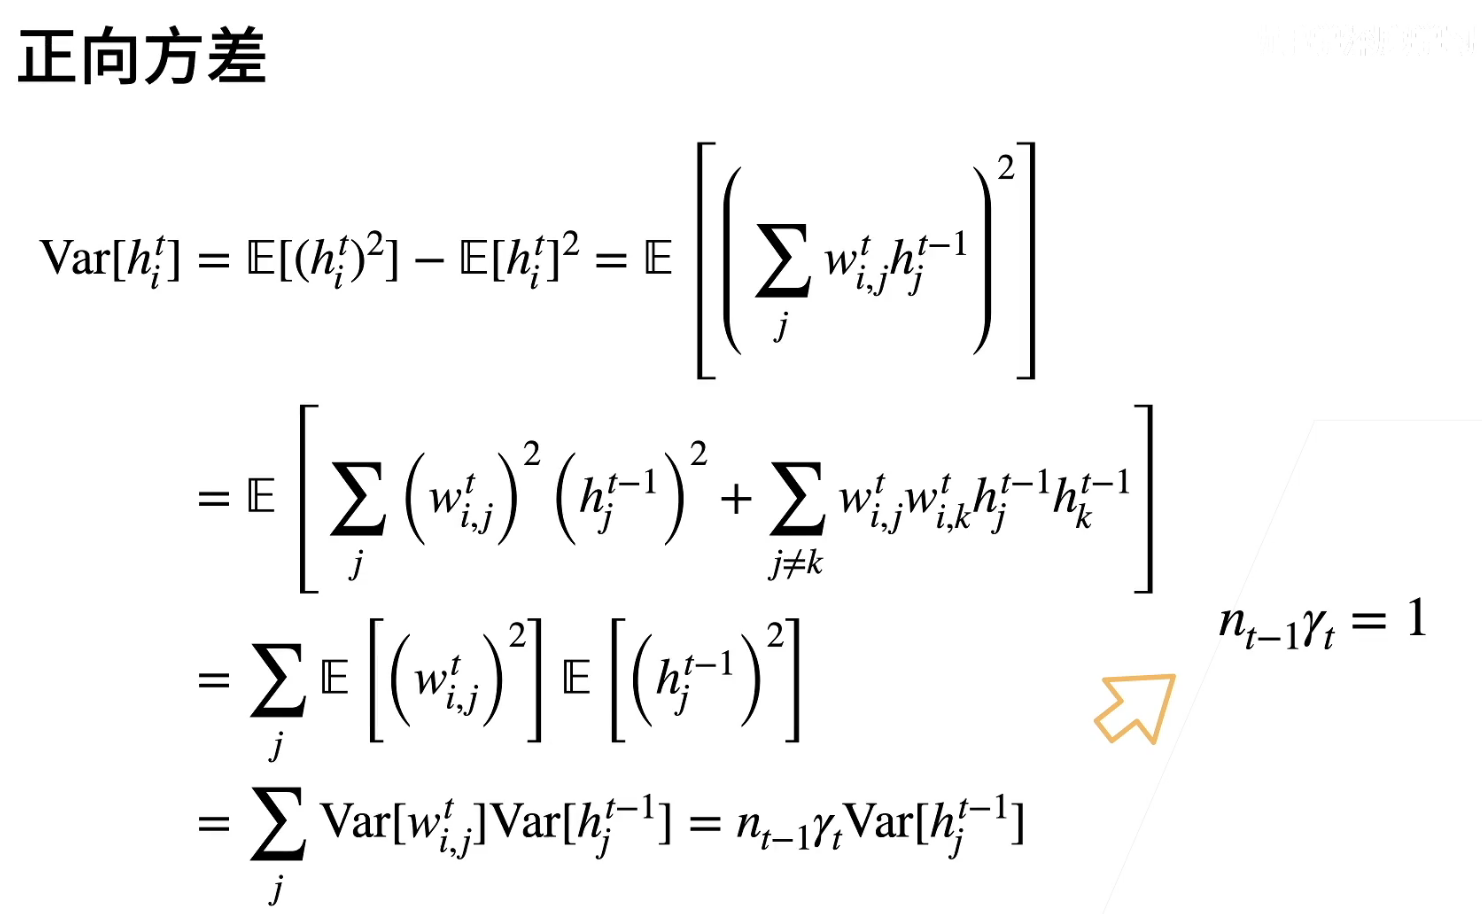 正向方差
Var[h_i^t] = 𝔼[(h_i^t)^2] − 𝔼[h_i^t]^2 = 𝔼[(∑_j w_{i,j}^t h_j^{t−1})^2]
= 𝔼[∑_j (w_{i,j}^t)^2 (h_j^{t−1})^2 + ∑_{j≠k} w_{i,j}^t w_{i,k}^t h_j^{t−1} h_k^{t−1}]
= ∑_j 𝔼[(w_{i,j}^t)^2] 𝔼[(h_j^{t−1})^2]
= ∑_j Var[w_{i,j}^t]Var[h_j^{t−1}] = n_{t−1}γ_t Var[h_j^{t−1}]
n_{t−1}γ_t = 1